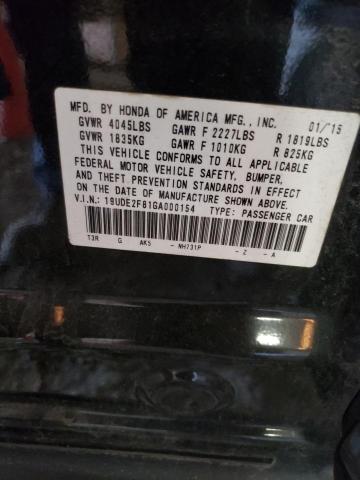 MFD. BY HONDA OF AMERICA MFG., INC. 01/'15
GVWR 4045LBS GAWR F 2227LBS R 1819LBS
GVWR 1835KG GAWR F 1010KG R 825KG
THIS VEHICLE CONFORMS TO ALL APPLICABLE
FEDERAL MOTOR VEHICLE SAFETY, BUMPER,
AND THEFT PREVENTION STANDARDS IN EFFECT
ON THE DATE OF MANUFACTURE SHOWN ABOVE.
V.I.N.: 19UDE2F81GA000154 TYPE: PASSENGER CAR
T3R G AK5 - NH731P - Z - A